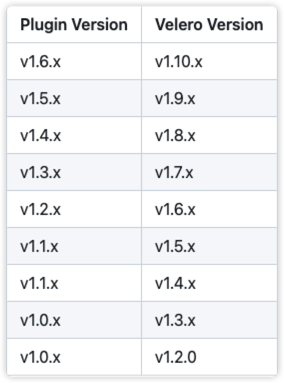 Plugin Version Velero Version
v1.6.x v1.10.x
v1.5.x v1.9.x
v1.4.x v1.8.x
v1.3.x v1.7.x
v1.2.x v1.6.x
v1.1.x v1.5.x
v1.1.x v1.4.x
v1.0.x v1.3.x
v1.0.x v1.2.0